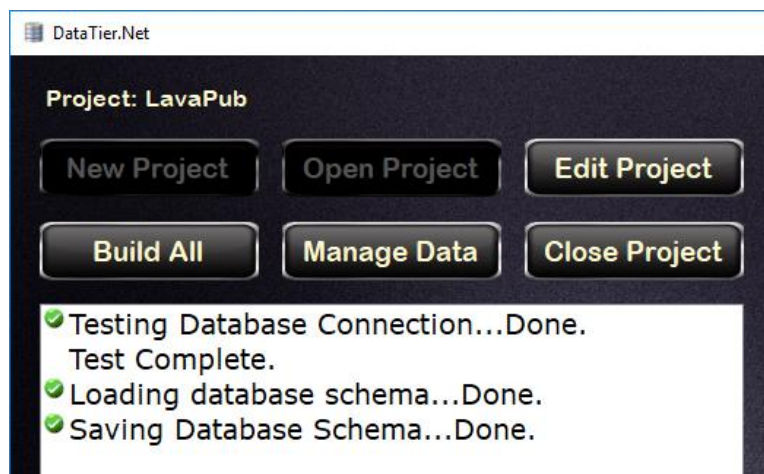 DataTier.Net
Project: LavaPub
New Project Open Project Edit Project
Build All Manage Data Close Project
Testing Database Connection...Done.
Test Complete.
Loading database schema...Done.
Saving Database Schema...Done.